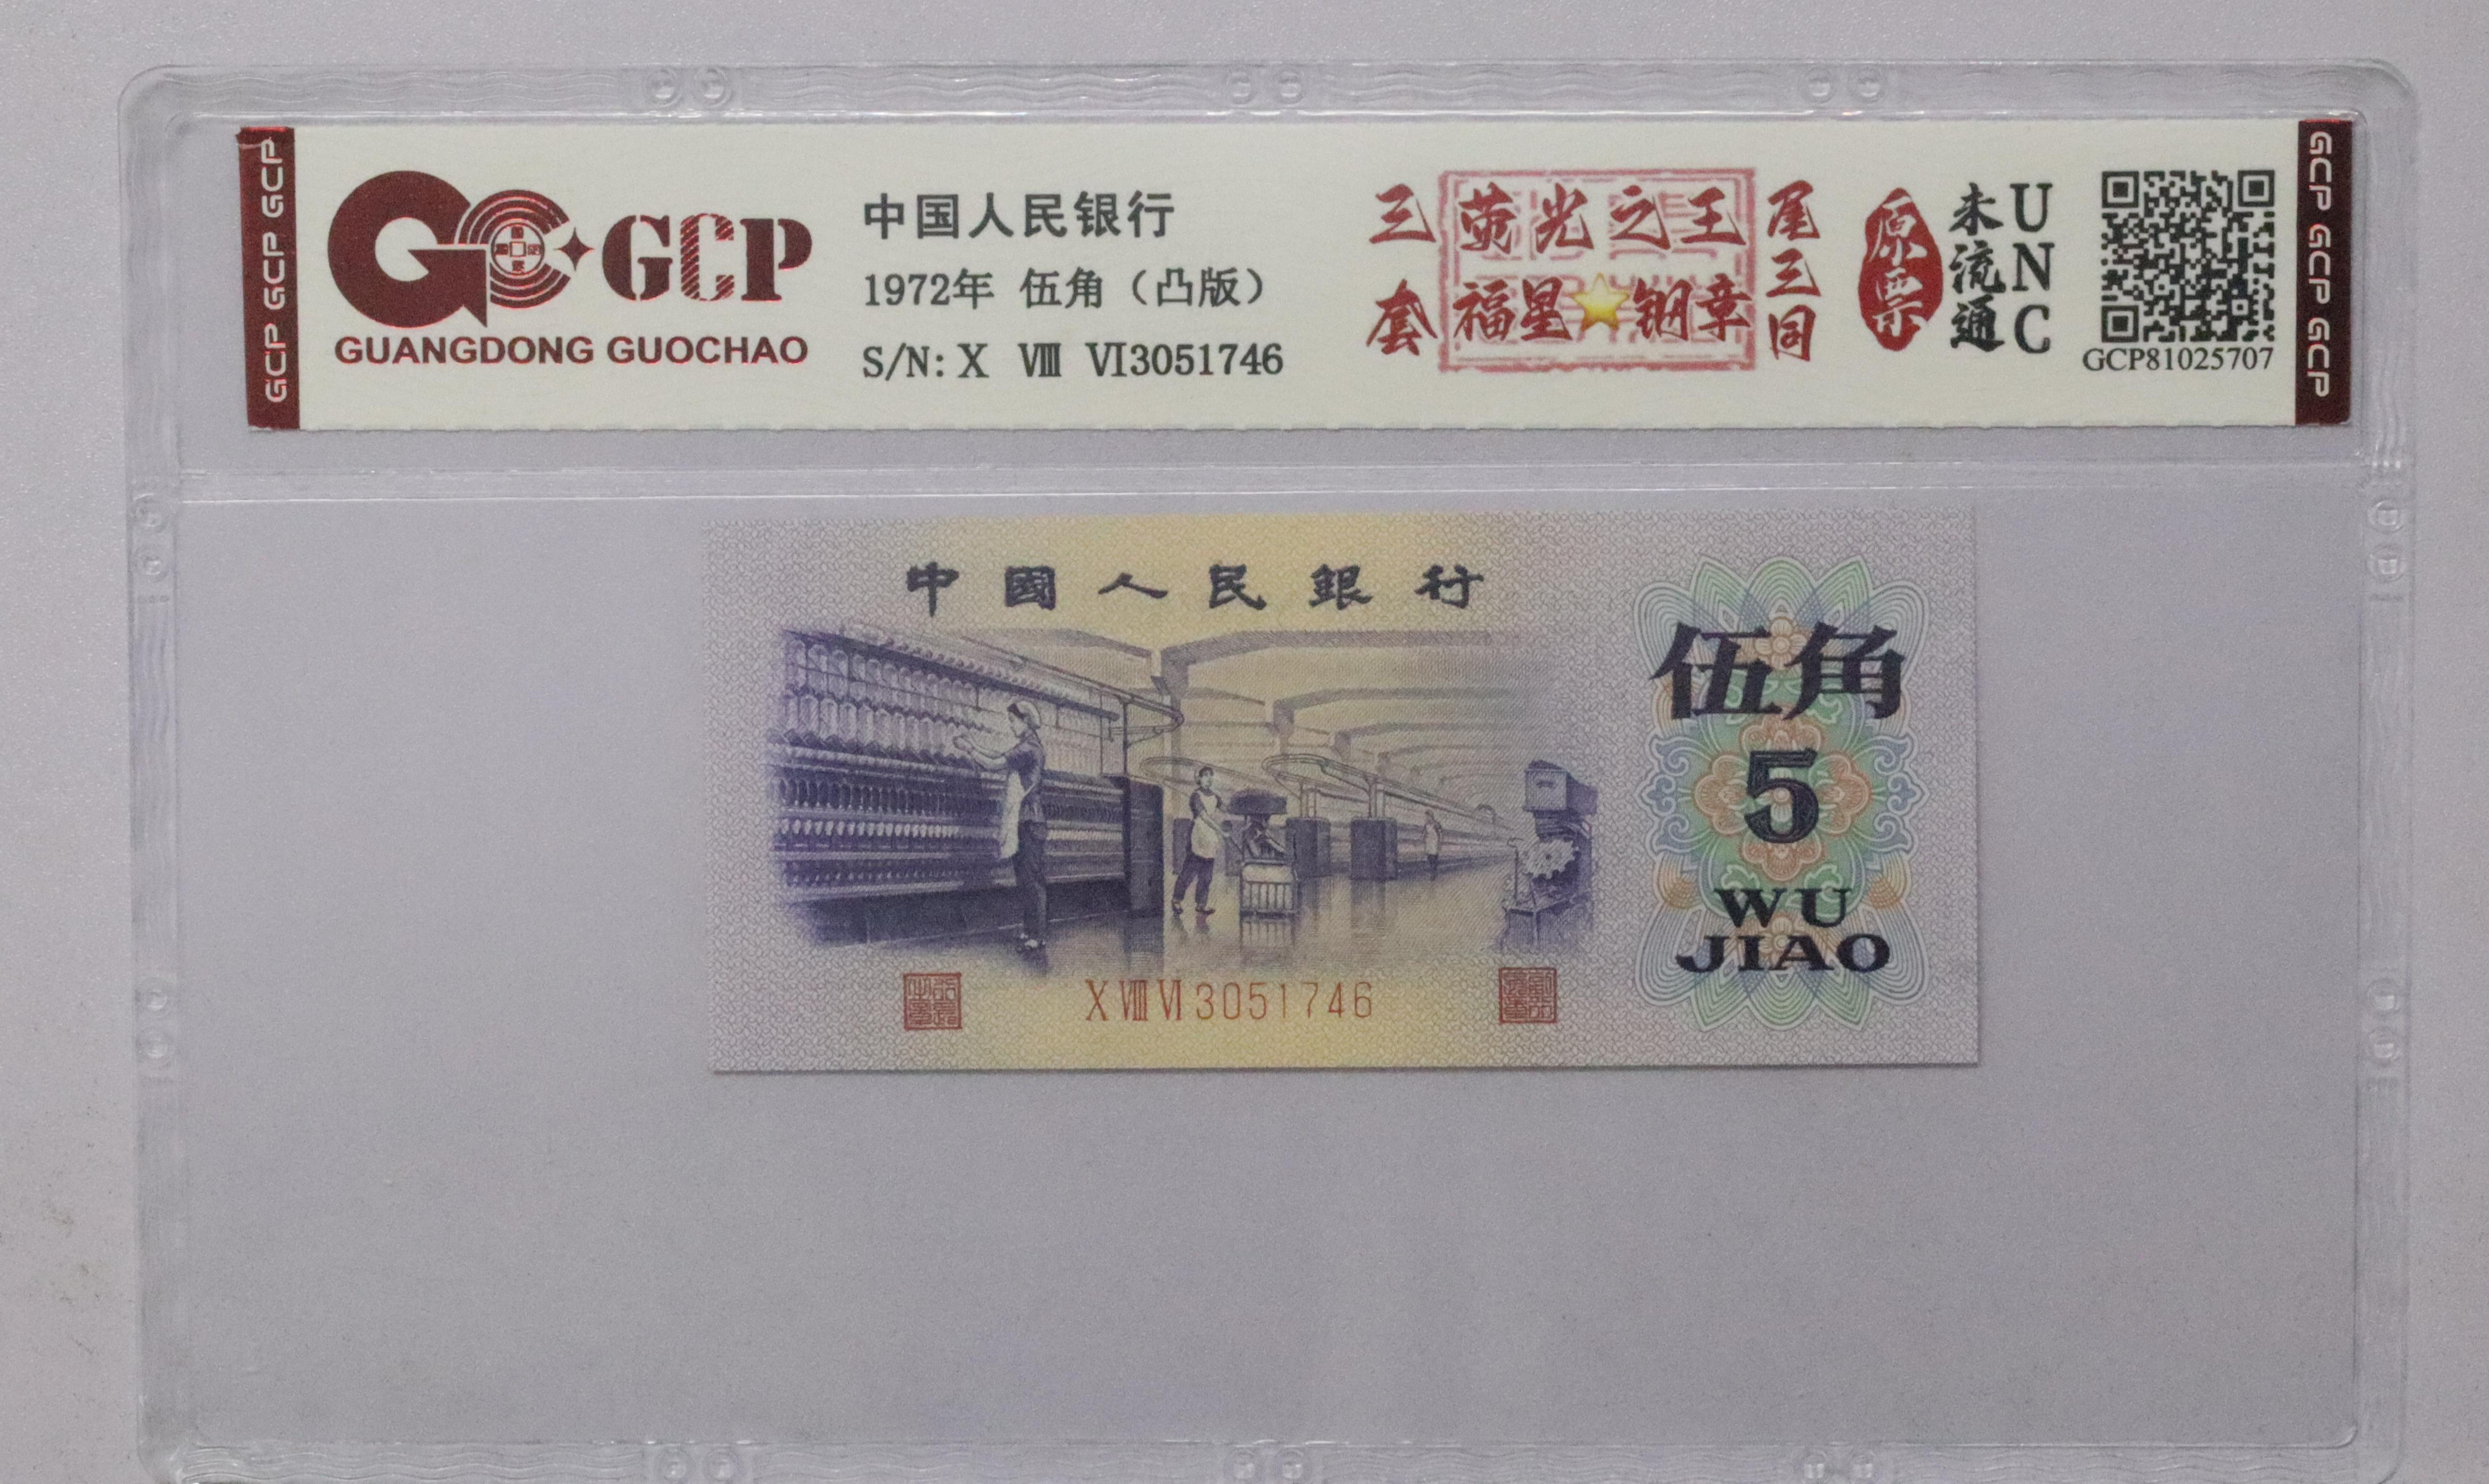 GCP GCP GCP
GCP
GUANGDONG GUOCHAO
中国人民银行
1972年 伍角（凸版）
S/N: X Ⅷ Ⅵ3051746
三套
荧光之王
福星⭐钢章
尾三同
原票
未流通
UNC
GCP81025707
GCP GCP GCP
中國人民銀行
伍角
5
WU
JIAO
X Ⅷ Ⅵ 3051746